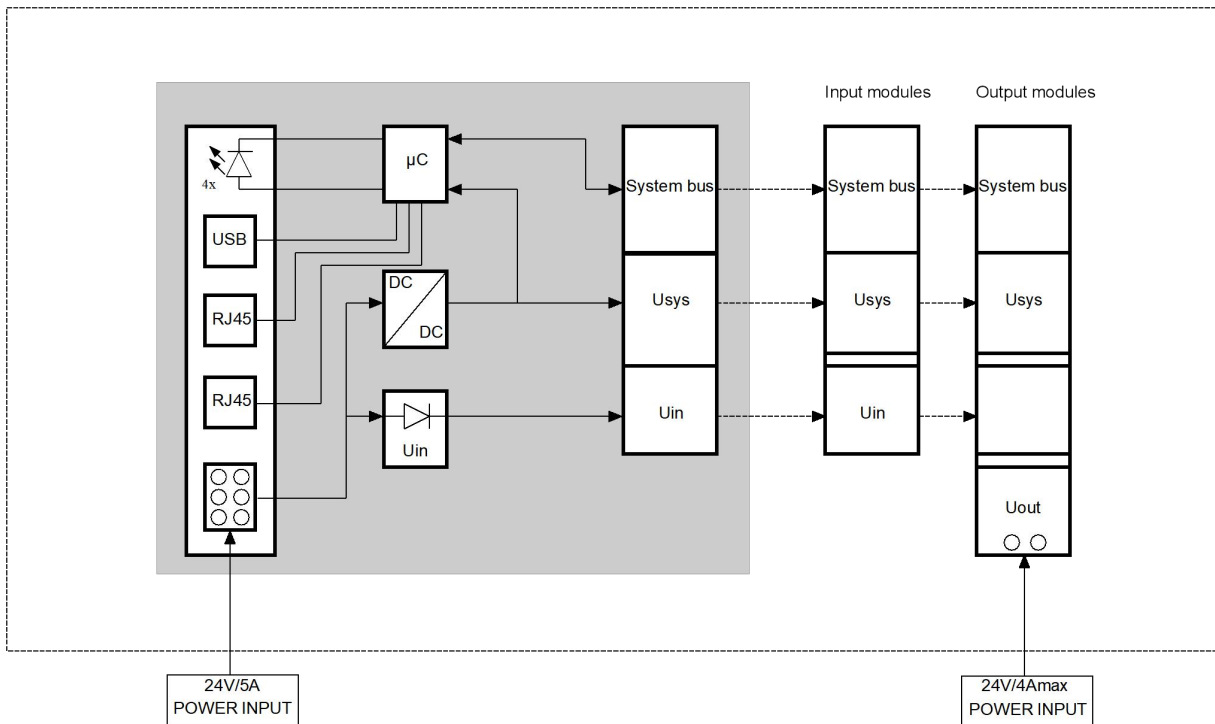 Input modules
Output modules
4x
µC
System bus
System bus
System bus
USB
DC
DC
RJ45
Usys
Usys
Usys
RJ45
Uin
Uin
Uin
Uout
24V/5A
POWER INPUT
24V/4Amax
POWER INPUT